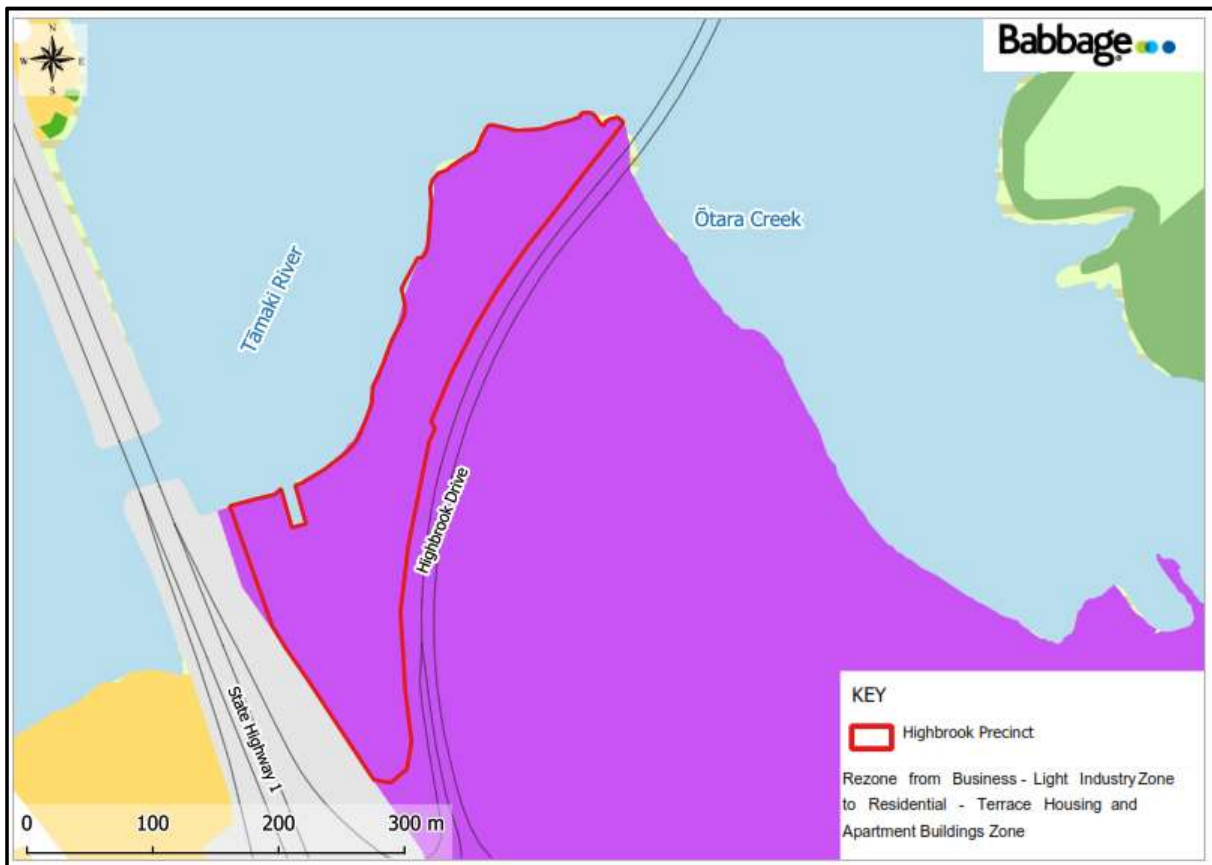 N
W E
S
Babbage
Ōtara Creek
Tāmaki River
Highbrook Drive
State Highway 1
KEY
Highbrook Precinct
Rezone from Business - Light Industry Zone
to Residential - Terrace Housing and
Apartment Buildings Zone
0 100 200 300 m